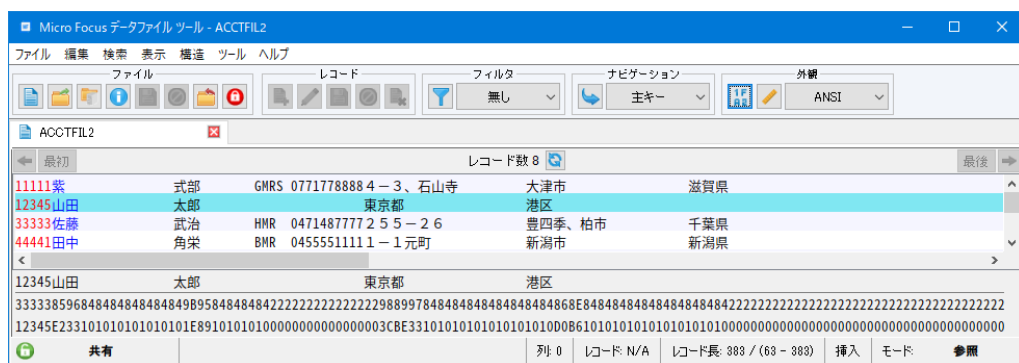 Micro Focus データファイル ツール - ACCTFIL2
ファイル 編集 検索 表示 構造 ツール ヘルプ
ファイル レコード フィルタ ナビゲーション 外観
無し 主キー ANSI
ACCTFIL2
最初 レコード数 8 最後
11111紫 式部 GMRS 0771778888４－３、石山寺 大津市 滋賀県
12345山田 太郎 東京都 港区
33333佐藤 武治 HMR 0471487777２５５－２６ 豊四季、柏市 千葉県
44441田中 角栄 BMR 0455551111１－１元町 新潟市 新潟県
12345山田 太郎 東京都 港区
共有 列: 0 レコード: N/A レコード長: 383 / (63 - 383) 挿入 モード: 参照